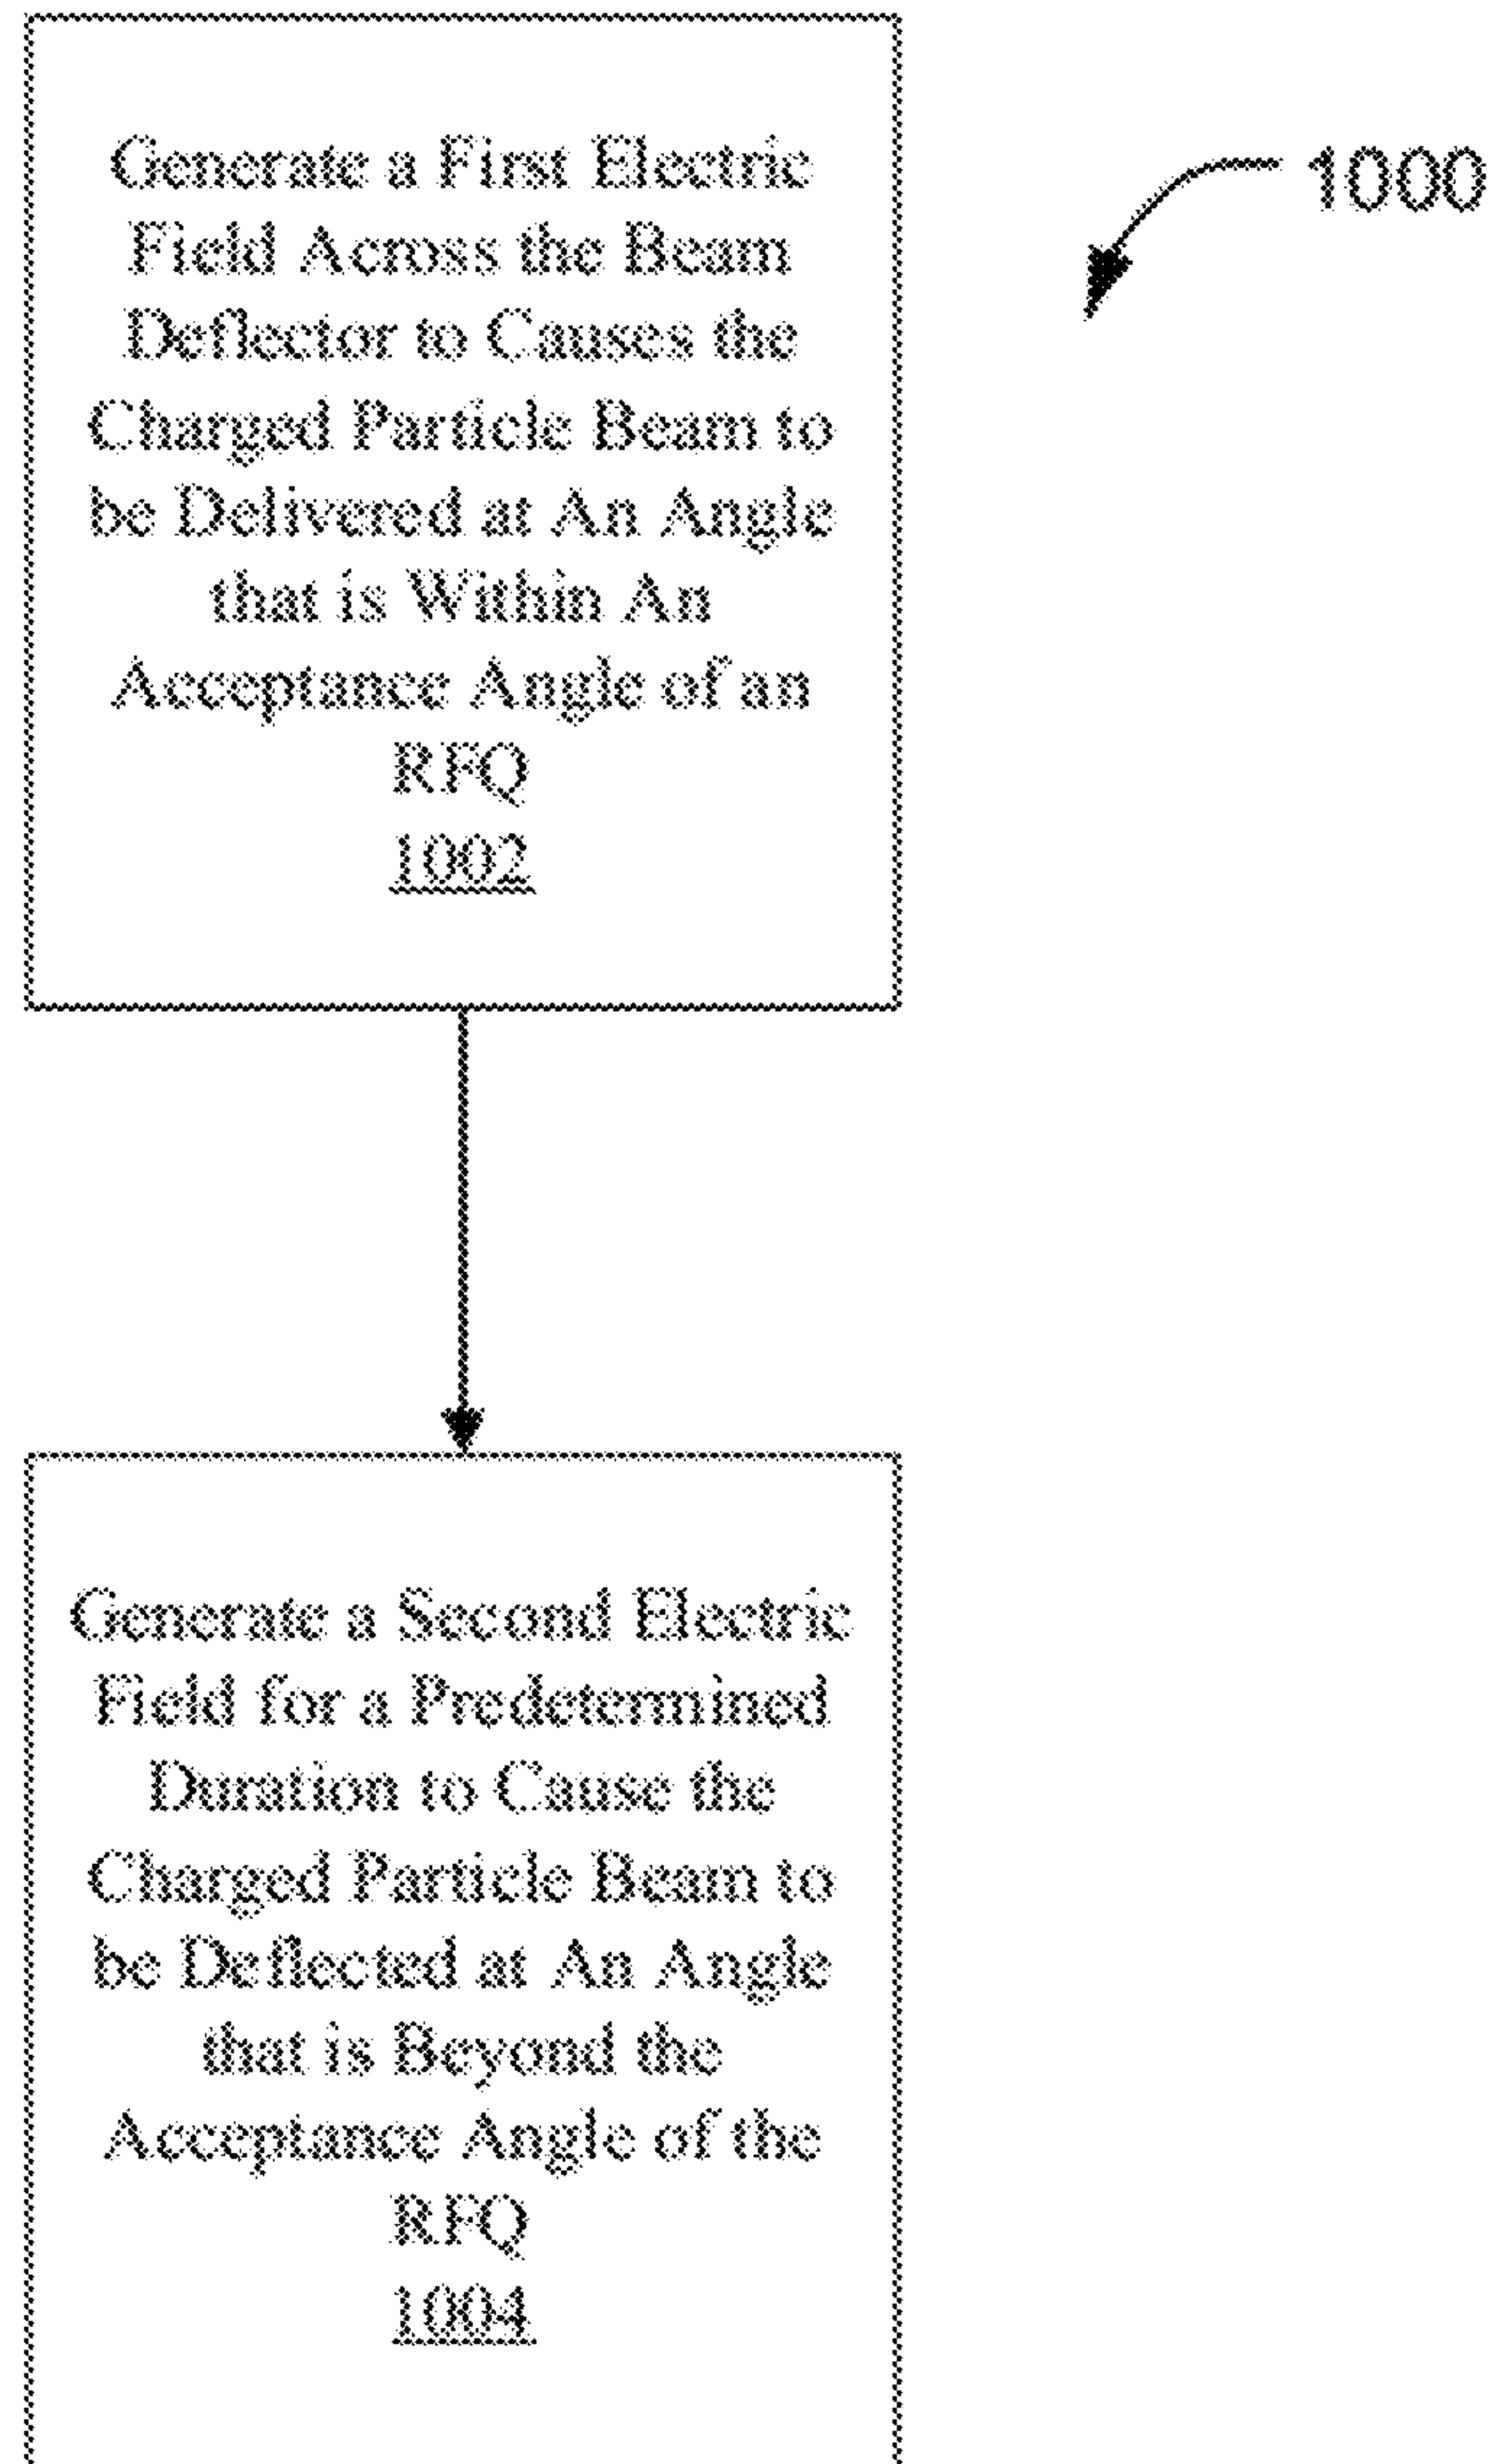 Generate a First Electric
Field Across the Beam
Deflector to Causes the
Charged Particle Beam to
be Delivered at An Angle
that is Within An
Acceptance Angle of an
RFQ
1002
1000
Generate a Second Electric
Field for a Predetermined
Duration to Cause the
Charged Particle Beam to
be Deflected at An Angle
that is Beyond the
Acceptance Angle of the
RFQ
1004